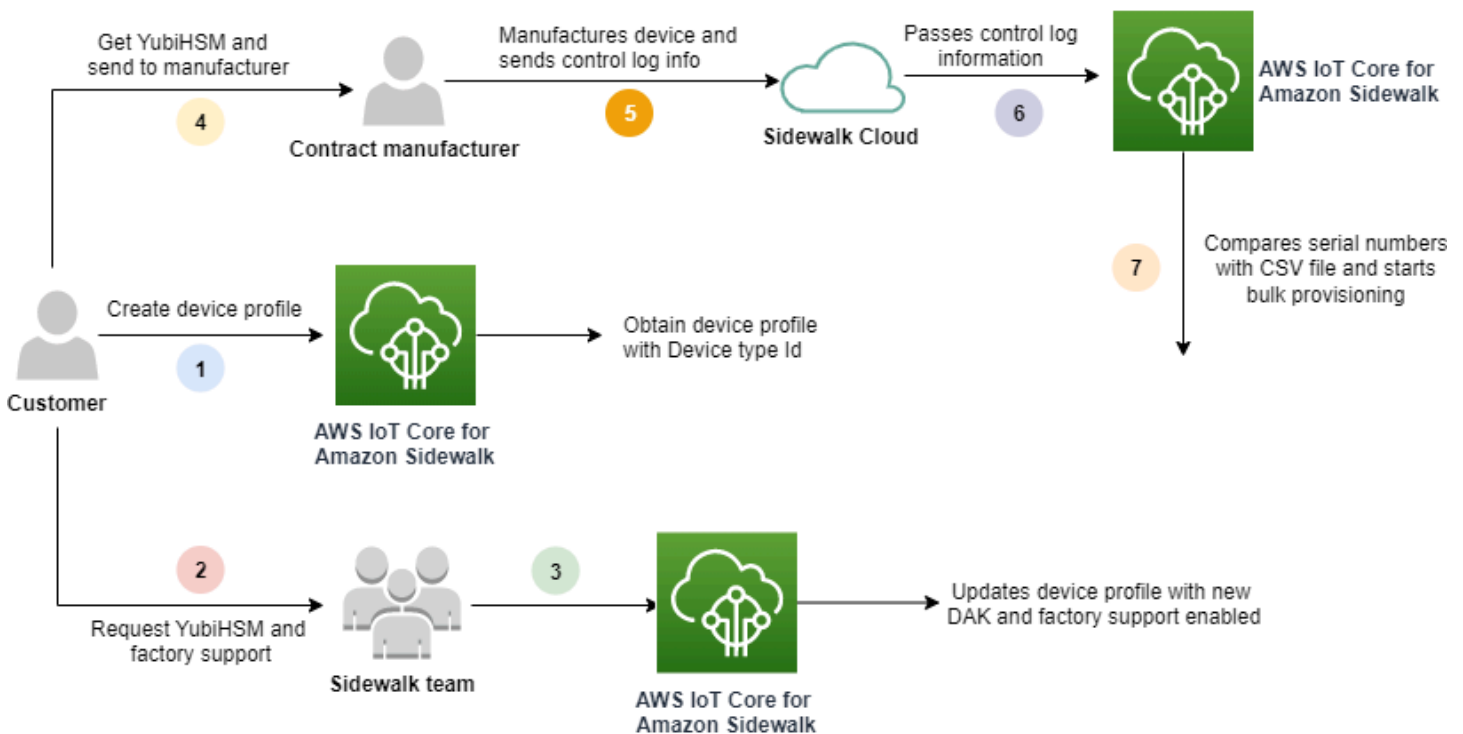 Get YubiHSM and
send to manufacturer
4
Contract manufacturer
Manufactures device and
sends control log info
5
Sidewalk Cloud
Passes control log
information
6
AWS IoT Core for
Amazon Sidewalk
7
Compares serial numbers
with CSV file and starts
bulk provisioning
Customer
Create device profile
1
AWS IoT Core for
Amazon Sidewalk
Obtain device profile
with Device type Id
2
Request YubiHSM and
factory support
Sidewalk team
3
AWS IoT Core for
Amazon Sidewalk
Updates device profile with new
DAK and factory support enabled